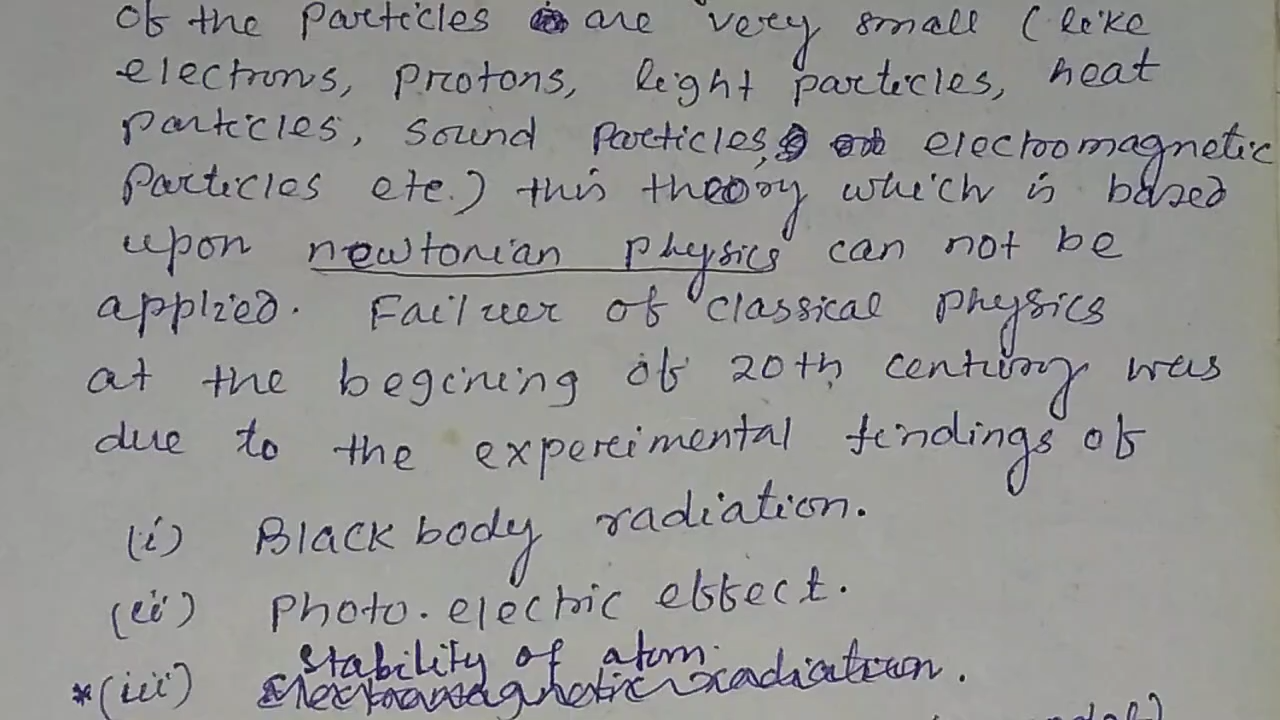 of the particles are very small (like
electrons, protons, light particles, heat
particles, sound particles, electromagnetic
particles etc.) this theory which is based
upon newtonian physics can not be
applied. Failuer of classical physics
at the begining of 20th century was
due to the experimental findings of
(i) Black body radiation.
(ii) Photo. electric effect.
stability of atom.
*(iii) Electromagnetic radiation.